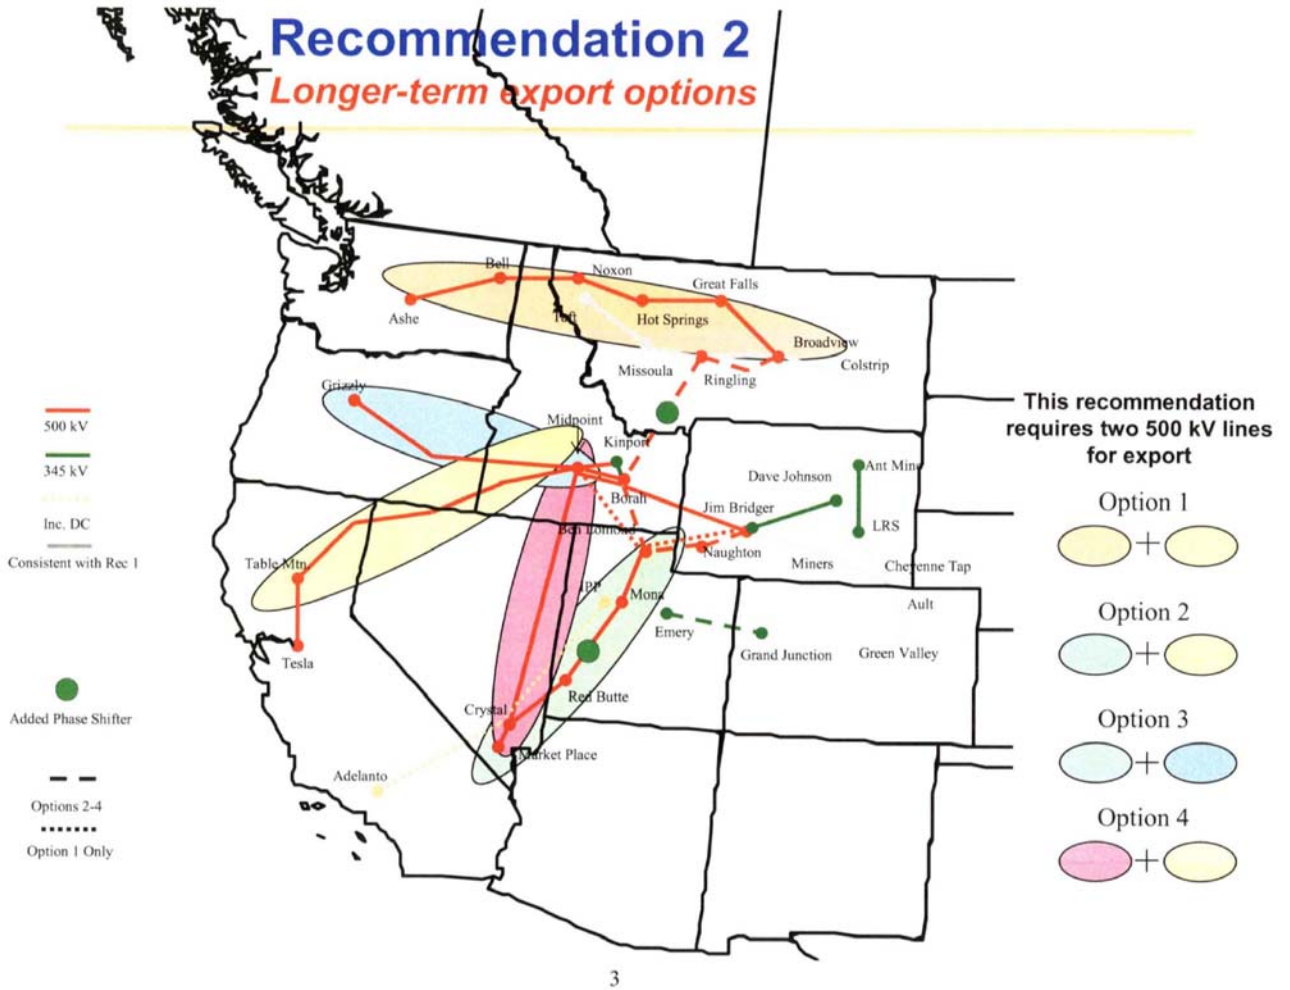 Recommendation 2
Longer-term export options
Bell
Noxon
Great Falls
Ashe
Taft
Hot Springs
Broadview
Missoula
Ringling
Colstrip
Grizzly
Midpoint
Kinport
Borah
Dave Johnson
Ant Mine
Jim Bridger
LRS
Ben Lomond
Naughton
Miners
Cheyenne Tap
Table Mtn.
IPP
Mona
Ault
Emery
Grand Junction
Green Valley
Tesla
Red Butte
Crystal
Market Place
Adelanto
500 kV
345 kV
Inc. DC
Consistent with Rec 1
Added Phase Shifter
Options 2-4
Option 1 Only
This recommendation
requires two 500 kV lines
for export
Option 1
+
Option 2
+
Option 3
+
Option 4
+
3